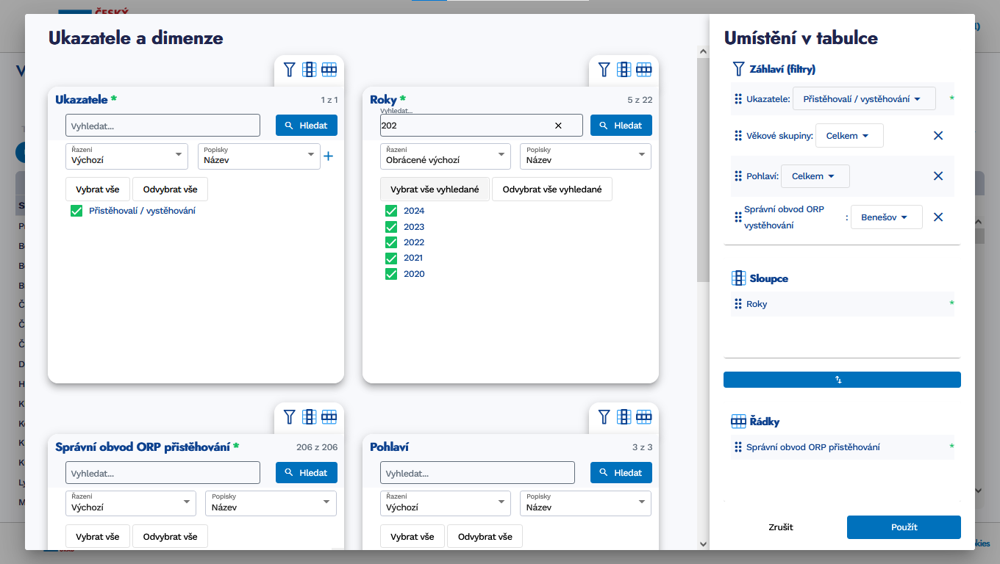 ČESKÝ
Ukazatele a dimenze
Ukazatele *
1 z 1
Vyhledat...
Hledat
Řazení
Výchozí
Popisky
Název
Vybrat vše
Odvybrat vše
Přistěhovalí / vystěhování
Roky *
5 z 22
Vyhledat...
202
Hledat
Řazení
Obrácené výchozí
Popisky
Název
Vybrat vše vyhledané
Odvybrat vše vyhledané
2024
2023
2022
2021
2020
Správní obvod ORP přistěhování *
206 z 206
Vyhledat...
Hledat
Řazení
Výchozí
Popisky
Název
Vybrat vše
Odvybrat vše
Pohlaví
3 z 3
Vyhledat...
Hledat
Řazení
Výchozí
Popisky
Název
Vybrat vše
Odvybrat vše
Umístění v tabulce
Záhlaví (filtry)
Ukazatele: Přistěhovalí / vystěhování *
Věkové skupiny: Celkem
Pohlaví: Celkem
Správní obvod ORP
vystěhování
: Benešov
Sloupce
Roky *
Řádky
Správní obvod ORP přistěhování *
Zrušit
Použít